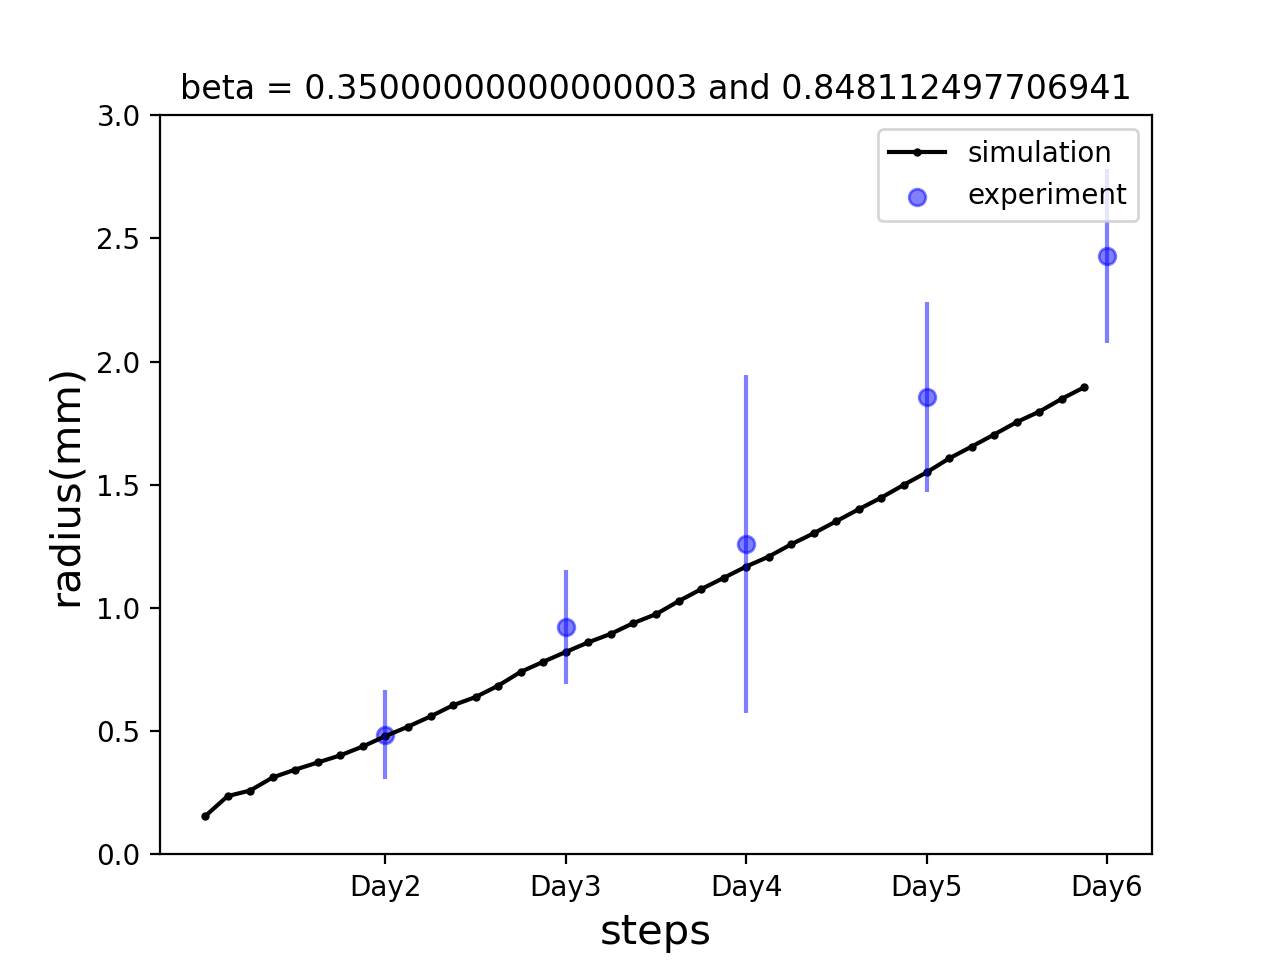 beta = 0.35000000000000003 and 0.848112497706941
3.0
2.5
2.0
1.5
1.0
0.5
0.0
radius(mm)
simulation
experiment
Day2 Day3 Day4 Day5 Day6
steps